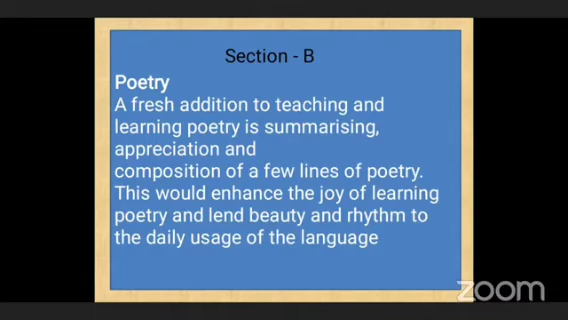 Section - B
Poetry
A fresh addition to teaching and
learning poetry is summarising,
appreciation and
composition of a few lines of poetry.
This would enhance the joy of learning
poetry and lend beauty and rhythm to
the daily usage of the language
zoom